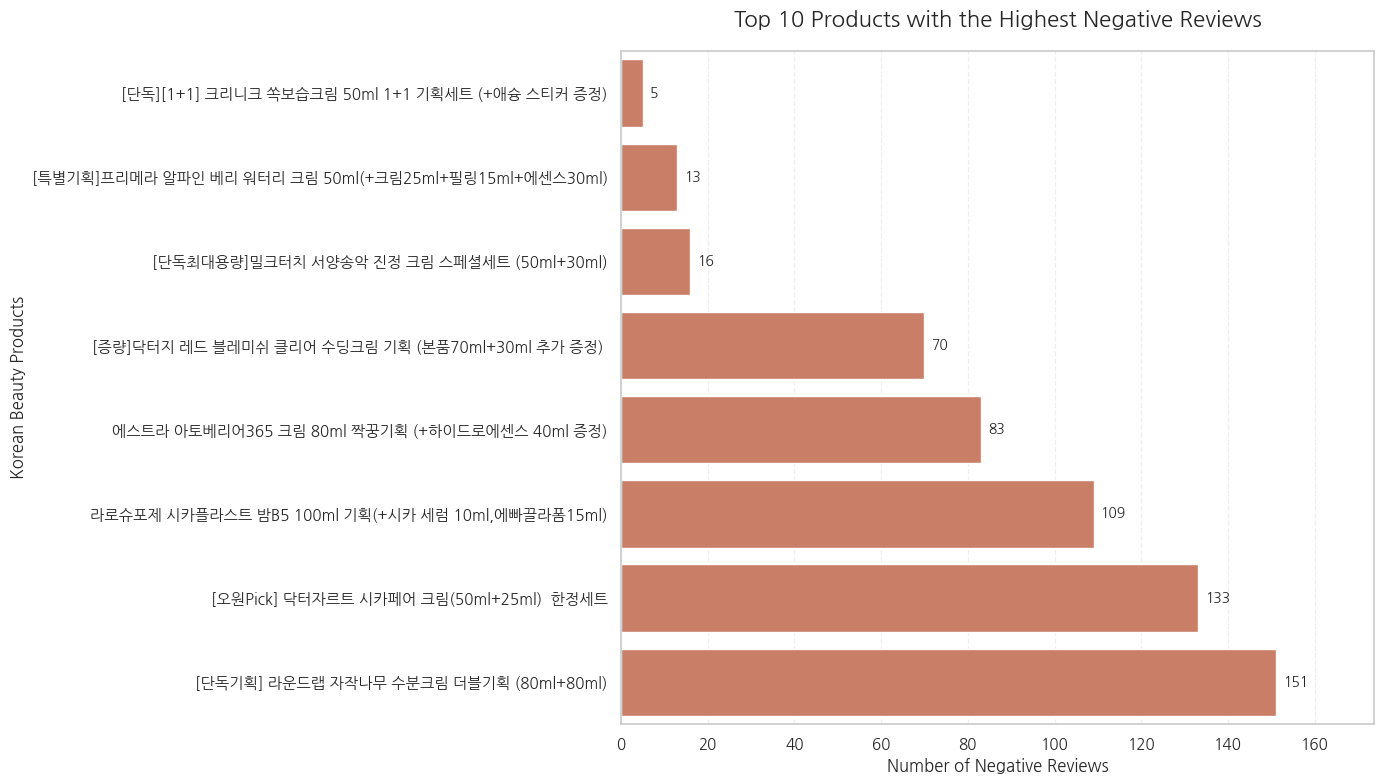 Top 10 Products with the Highest Negative Reviews
[단독][1+1] 크리니크 쏙보습크림 50ml 1+1 기획세트 (+애슝 스티커 증정)
5
[특별기획]프리메라 알파인 베리 워터리 크림 50ml(+크림25ml+필링15ml+에센스30ml)
13
[단독최대용량]밀크터치 서양송악 진정 크림 스페셜세트 (50ml+30ml)
16
[증량]닥터지 레드 블레미쉬 클리어 수딩크림 기획 (본품70ml+30ml 추가 증정)
70
에스트라 아토베리어365 크림 80ml 짝꿍기획 (+하이드로에센스 40ml 증정)
83
라로슈포제 시카플라스트 밤B5 100ml 기획(+시카 세럼 10ml,에빠끌라폼15ml)
109
[오원Pick] 닥터자르트 시카페어 크림(50ml+25ml)  한정세트
133
[단독기획] 라운드랩 자작나무 수분크림 더블기획 (80ml+80ml)
151
Korean Beauty Products
0 20 40 60 80 100 120 140 160
Number of Negative Reviews